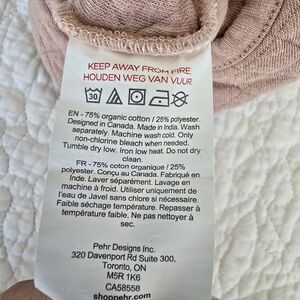 KEEP AWAY FROM FIRE
HOUDEN WEG VAN VUUR
30
EN - 75% organic cotton / 25% polyester.
Designed in Canada. Made in India. Wash
separately. Machine wash cold. Only
non-chlorine bleach when needed.
Tumble dry low. Iron low heat. Do not dry
clean.
FR - 75% coton organique / 25%
polyester. Conçu au Canada. Fabriqué en
Inde. Laver séparément. Lavage en
machine à froid. Utiliser uniquement de
l'eau de Javel sans chlore si nécessaire.
Faible séchage température. Repasser à
température faible. Ne pas nettoyer à
sec.
Pehr Designs Inc.
320 Davenport Rd Suite 300.
Toronto, ON
M5R 1K6
CA58558
shoppehr.com